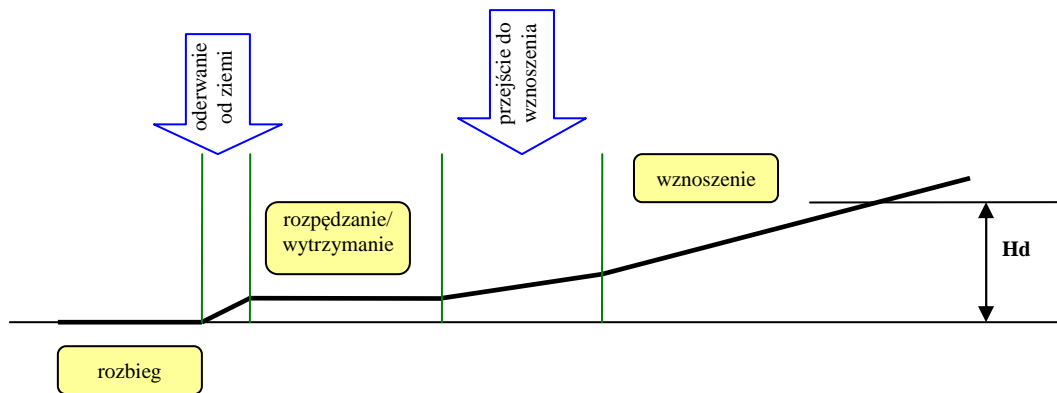 oderwanie
od ziemi
przejście do
wznoszenia
wznoszenie
rozpędzanie/
wytrzymanie
Hd
rozbieg